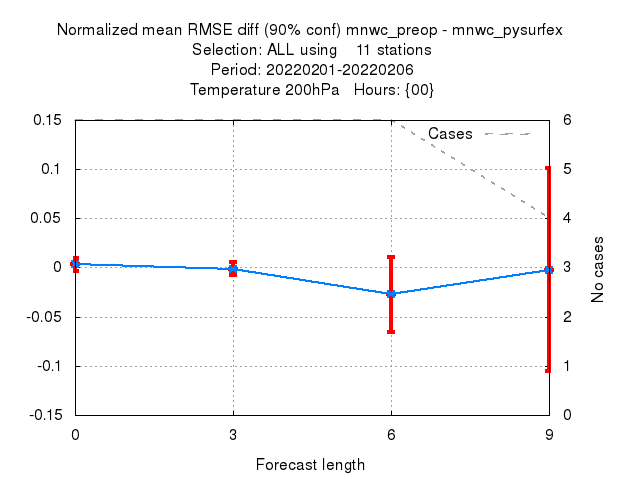 Normalized mean RMSE diff (90% conf) mnwc_preop - mnwc_pysurfex
Selection: ALL using    11 stations
Period: 20220201-20220206
Temperature 200hPa   Hours: {00}
Cases
0.15
0.1
0.05
0
-0.05
-0.1
-0.15
6
5
4
3
2
1
0
No cases
0
3
6
9
Forecast length